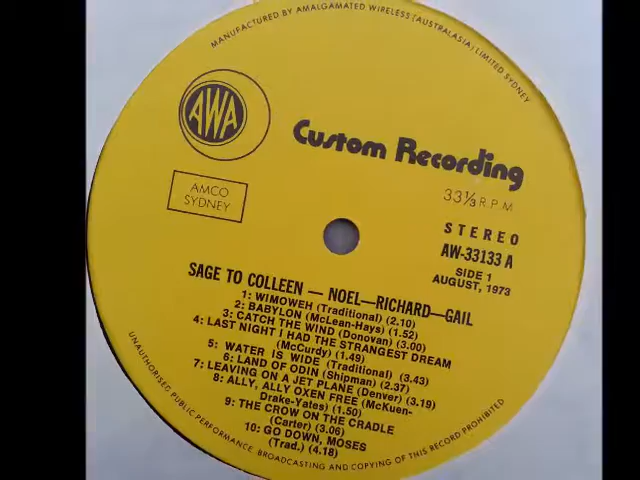 MANUFACTURED BY AMALGAMATED WIRELESS (AUSTRALASIA) LIMITED SYDNEY
AWA
Custom Recording
AMCO
SYDNEY
33⅓ R.P.M
STEREO
AW-33133 A
SIDE 1
AUGUST, 1973
SAGE TO COLLEEN — NOEL—RICHARD—GAIL
1: WIMOWEH (Traditional) (2.10)
2: BABYLON (McLean-Hays) (1.52)
3: CATCH THE WIND (Donovan) (3.00)
4: LAST NIGHT I HAD THE STRANGEST DREAM
(McCurdy) (1.49)
5: WATER IS WIDE (Traditional) (3.43)
6: LAND OF ODIN (Shipman) (2.37)
7: LEAVING ON A JET PLANE (Denver) (3.19)
8: ALLY, ALLY OXEN FREE (McKuen-
Drake-Yates) (1.50)
9: THE CROW ON THE CRADLE
(Carter) (3.06)
10: GO DOWN, MOSES
(Trad.) (4.18)
UNAUTHORISED PUBLIC PERFORMANCE, BROADCASTING AND COPYING OF THIS RECORD PROHIBITED